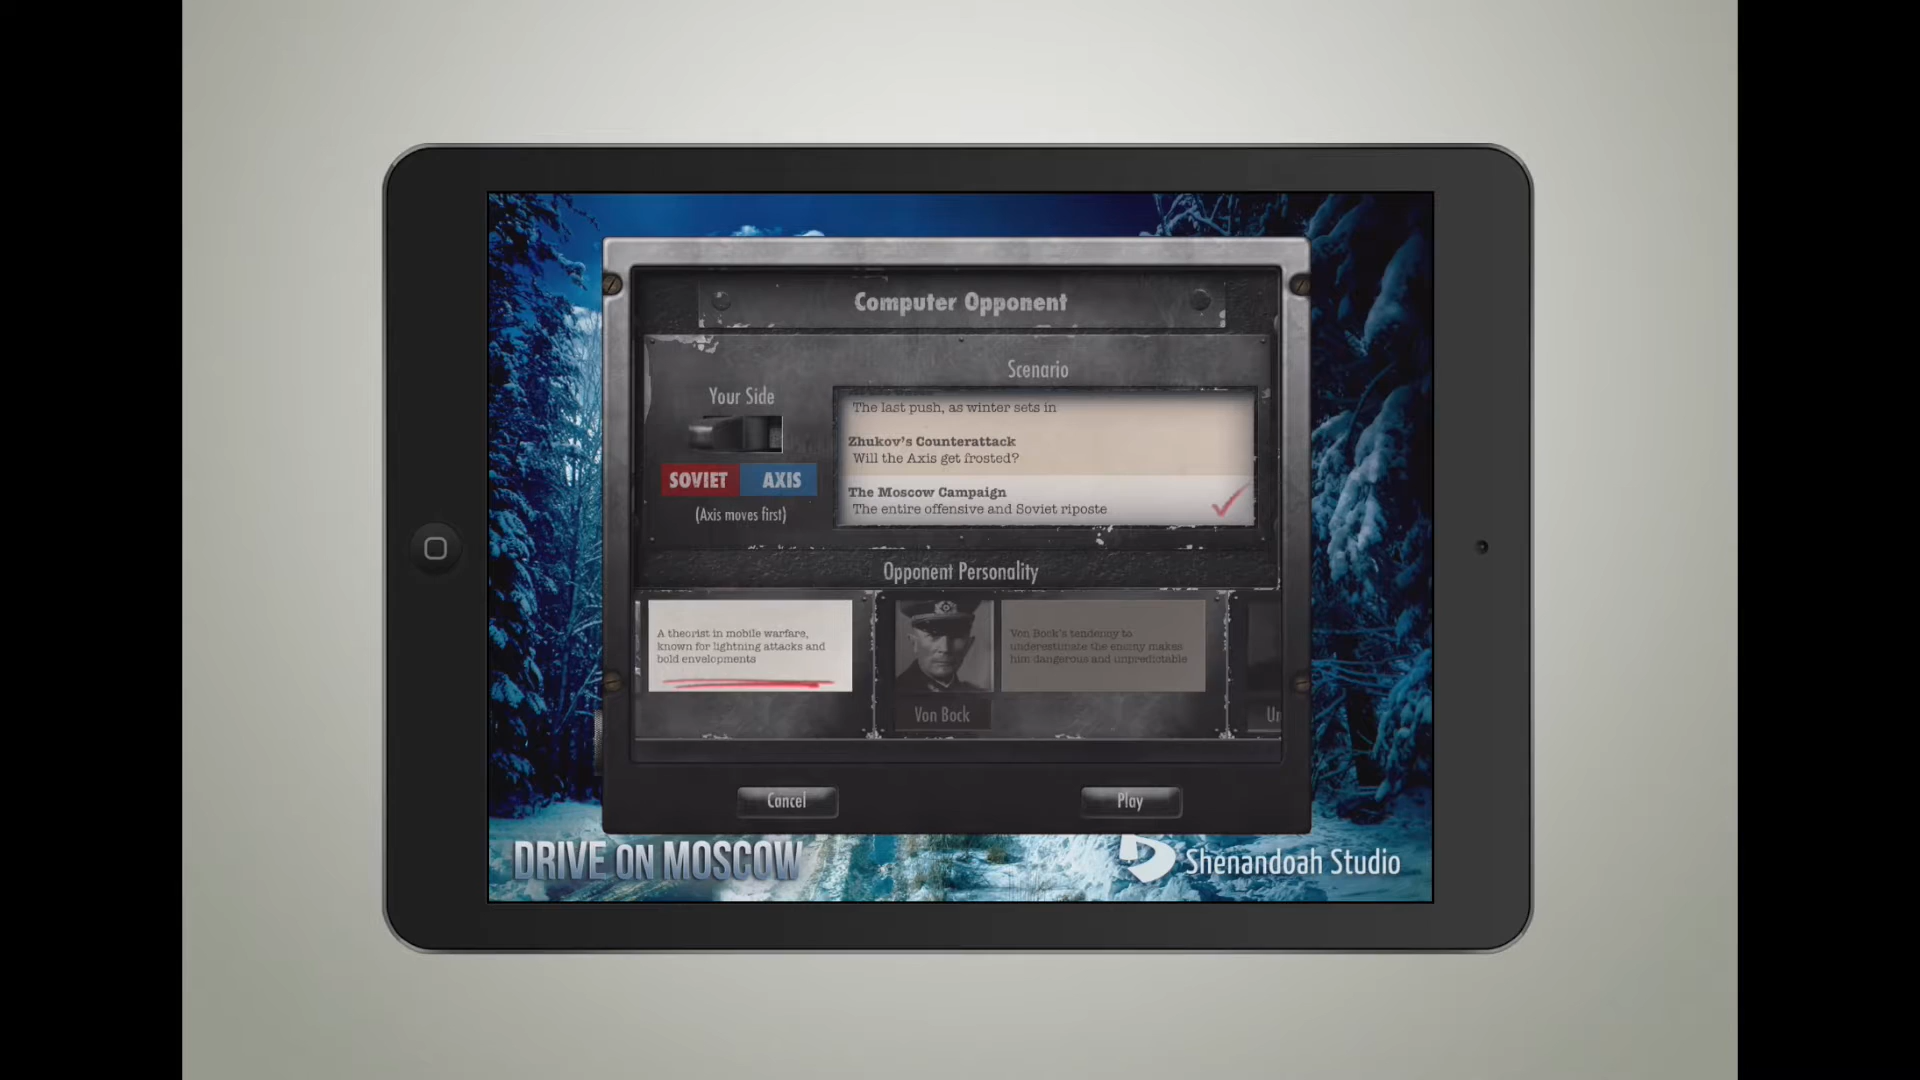 Computer Opponent
Scenario
Your Side
The last push, as winter sets in
Zhukov's Counterattack
Will the Axis get frosted?
SOVIET AXIS
The Moscow Campaign
The entire offensive and Soviet riposte
(Axis moves first)
Opponent Personality
A theorist in mobile warfare,
known for lightning attacks and
bold envelopments
Von Bock's tendency to
underestimate the enemy makes
him dangerous and unpredictable
Von Bock
Cancel
Play
DRIVE ON MOSCOW
Shenandoah Studio